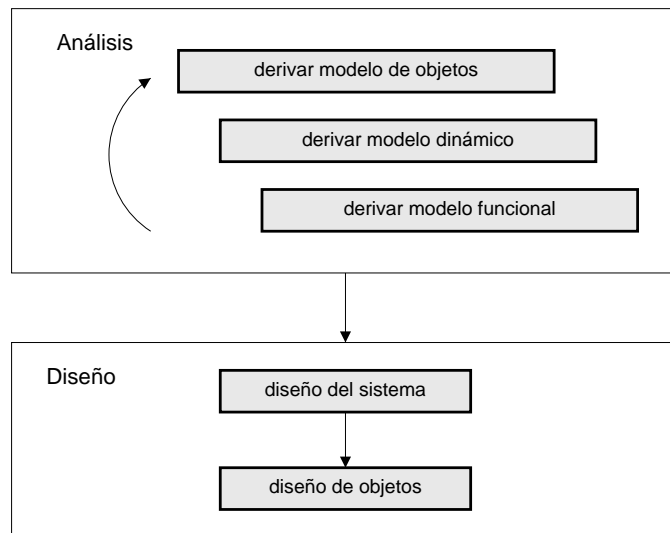 Análisis
derivar modelo de objetos
derivar modelo dinámico
derivar modelo funcional
Diseño
diseño del sistema
diseño de objetos